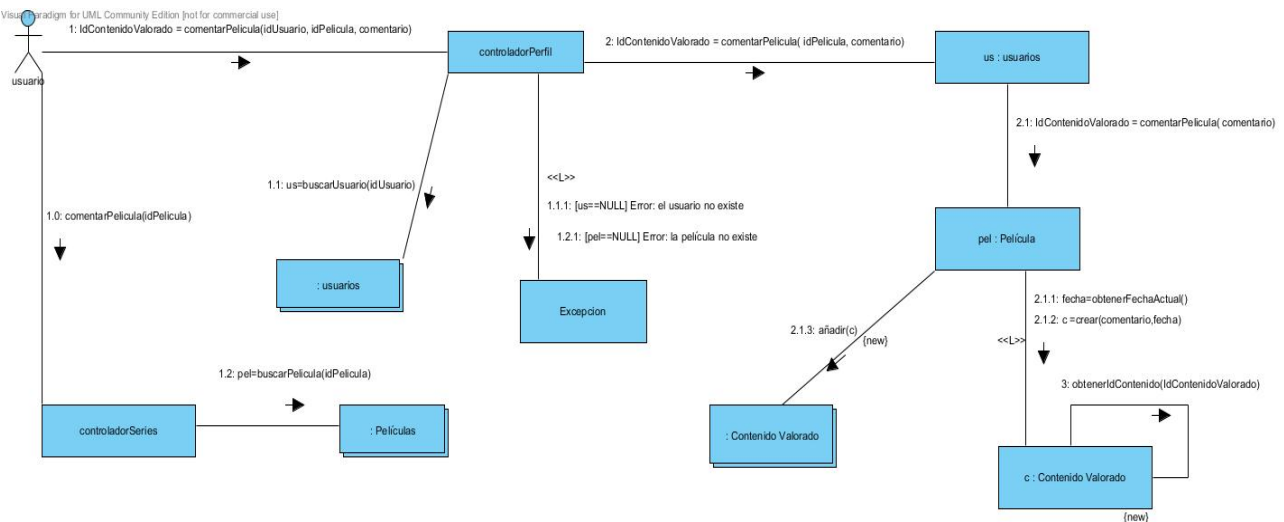 Visual Paradigm for UML Community Edition [not for commercial use]
1: IdContenidoValorado = comentarPelicula(idUsuario, idPelicula, comentario)
usuario
controladorPerfil
2: IdContenidoValorado = comentarPelicula( idPelicula, comentario)
us : usuarios
2.1: IdContenidoValorado = comentarPelicula( comentario)
1.1: us=buscarUsuario(idUsuario)
<<L>>
1.1.1: [us==NULL] Error: el usuario no existe
1.2.1: [pel==NULL] Error: la película no existe
1.0: comentarPelicula(idPelicula)
pel : Película
: usuarios
Excepcion
2.1.1: fecha=obtenerFechaActual()
2.1.2: c =crear(comentario,fecha)
2.1.3: añadir(c)
{new}
<<L>>
1.2: pel=buscarPelicula(idPelicula)
3: obtenerIdContenido(IdContenidoValorado)
controladorSeries
: Películas
: Contenido Valorado
c : Contenido Valorado
{new}